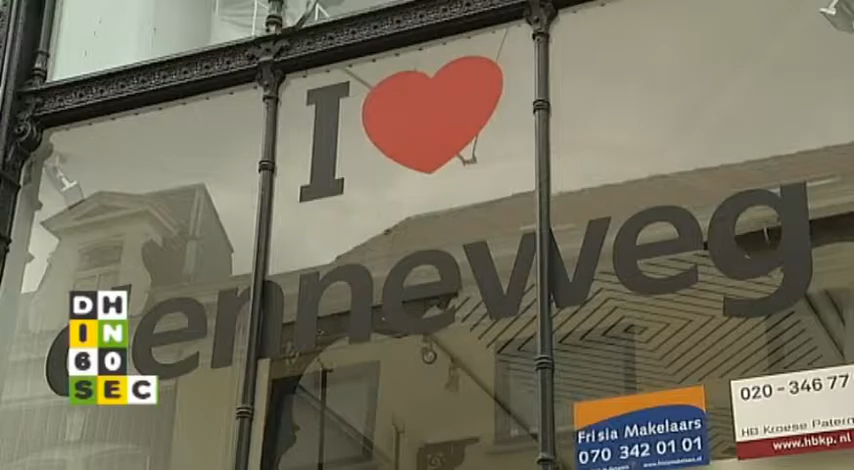 I
denneweg
DH
IN
60
SEC
Frisia Makelaars
070 342 01 01
020 - 346 77
HB Kroese Patern
www.hbkp.nl